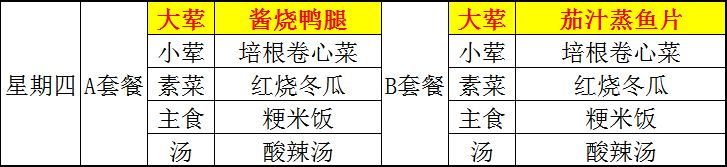 大荤 酱烧鸭腿 大荤 茄汁蒸鱼片
小荤 培根卷心菜 小荤 培根卷心菜
星期四 A套餐 素菜 红烧冬瓜 B套餐 素菜 红烧冬瓜
主食 粳米饭 主食 粳米饭
汤 酸辣汤 汤 酸辣汤